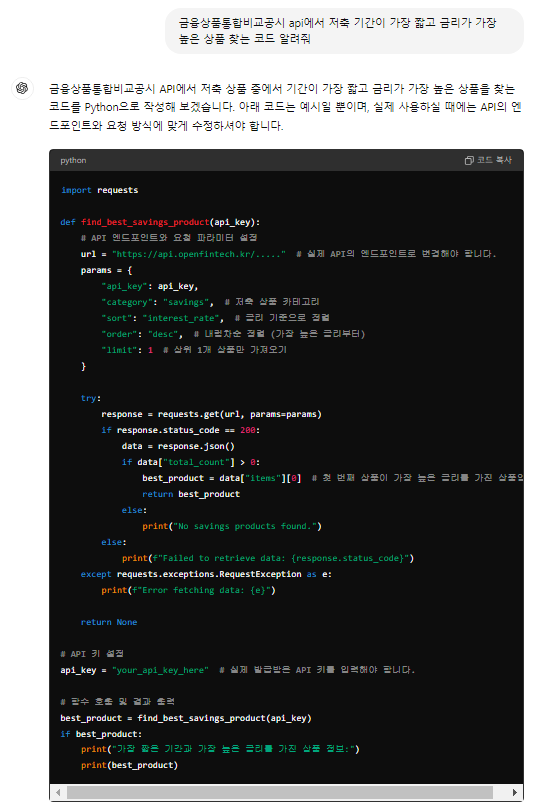 금융상품통합비교공시 api에서 저축 기간이 가장 짧고 금리가 가장
높은 상품 찾는 코드 알려줘
금융상품통합비교공시 API에서 저축 상품 중에서 기간이 가장 짧고 금리가 가장 높은 상품을 찾는
코드를 Python으로 작성해 보겠습니다. 아래 코드는 예시일 뿐이며, 실제 사용하실 때에는 API의 엔
드포인트와 요청 방식에 맞게 수정하셔야 합니다.
python 코드 복사
import requests
def find_best_savings_product(api_key):
# API 엔드포인트와 요청 파라미터 설정
url = "https://api.openfintech.kr/....." # 실제 API의 엔드포인트로 변경해야 합니다.
params = {
"api_key": api_key,
"category": "savings", # 저축 상품 카테고리
"sort": "interest_rate", # 금리 기준으로 정렬
"order": "desc", # 내림차순 정렬 (가장 높은 금리부터)
"limit": 1 # 상위 1개 상품만 가져오기
}
try:
response = requests.get(url, params=params)
if response.status_code == 200:
data = response.json()
if data["total_count"] > 0:
best_product = data["items"][0] # 첫 번째 상품이 가장 높은 금리를 가진 상품입
return best_product
else:
print("No savings products found.")
else:
print(f"Failed to retrieve data: {response.status_code}")
except requests.exceptions.RequestException as e:
print(f"Error fetching data: {e}")
return None
# API 키 설정
api_key = "your_api_key_here" # 실제 발급받은 API 키를 입력해야 합니다.
# 함수 호출 및 결과 출력
best_product = find_best_savings_product(api_key)
if best_product:
print("가장 짧은 기간과 가장 높은 금리를 가진 상품 정보:")
print(best_product)